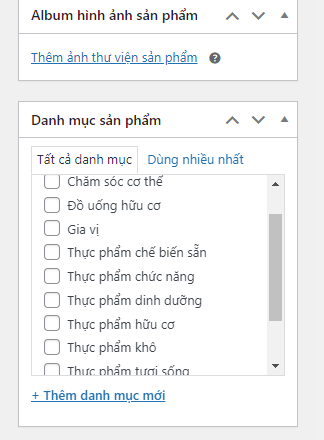 Album hình ảnh sản phẩm
Thêm ảnh thư viện sản phẩm
Danh mục sản phẩm
Tất cả danh mục
Dùng nhiều nhất
Chăm sóc cơ thể
Đồ uống hữu cơ
Gia vị
Thực phẩm chế biến sẵn
Thực phẩm chức năng
Thực phẩm dinh dưỡng
Thực phẩm hữu cơ
Thực phẩm khô
Thực phẩm tươi sống
+ Thêm danh mục mới